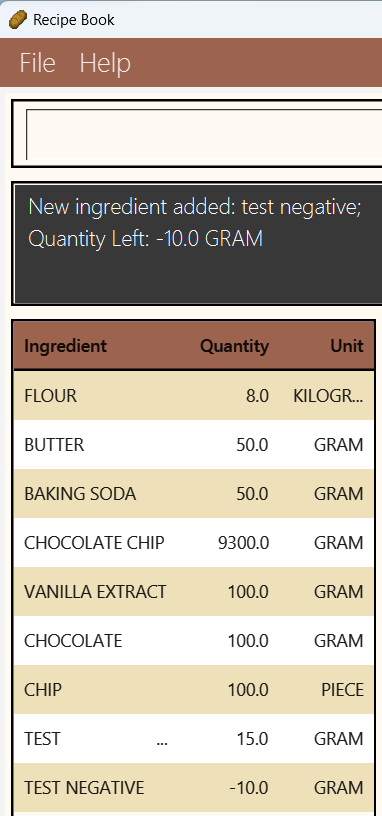 Recipe Book
File Help
New ingredient added: test negative;
Quantity Left: -10.0 GRAM
Ingredient Quantity Unit
FLOUR 8.0 KILOGR...
BUTTER 50.0 GRAM
BAKING SODA 50.0 GRAM
CHOCOLATE CHIP 9300.0 GRAM
VANILLA EXTRACT 100.0 GRAM
CHOCOLATE 100.0 GRAM
CHIP 100.0 PIECE
TEST ... 15.0 GRAM
TEST NEGATIVE -10.0 GRAM